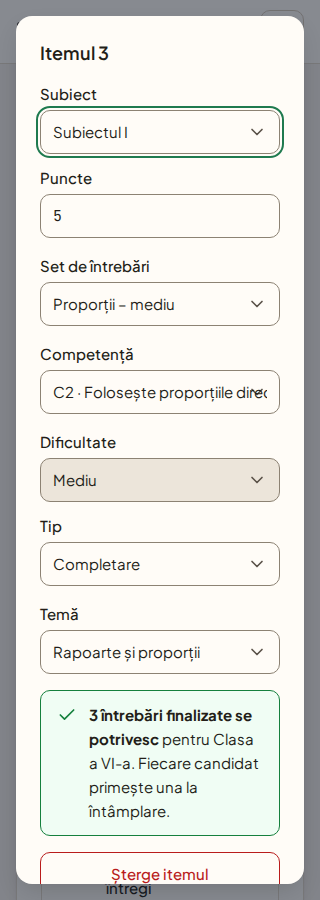 Itemul 3
Subiect
Subiectul I
Puncte
5
Set de întrebări
Proporții – mediu
Competență
C2 · Folosește proporțiile
Dificultate
Mediu
Tip
Completare
Temă
Rapoarte și proporții
3 întrebări finalizate se
potrivesc pentru Clasa
a VI-a. Fiecare candidat
primește una la
întâmplare.
Șterge itemul
întregi